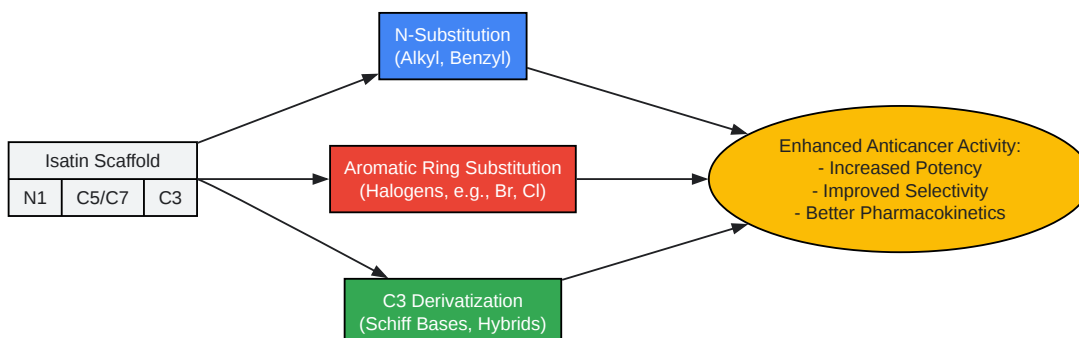 N-Substitution
(Alkyl, Benzyl)
Isatin Scaffold
N1
C5/C7
C3
Aromatic Ring Substitution
(Halogens, e.g., Br, Cl)
Enhanced Anticancer Activity:
- Increased Potency
- Improved Selectivity
- Better Pharmacokinetics
C3 Derivatization
(Schiff Bases, Hybrids)